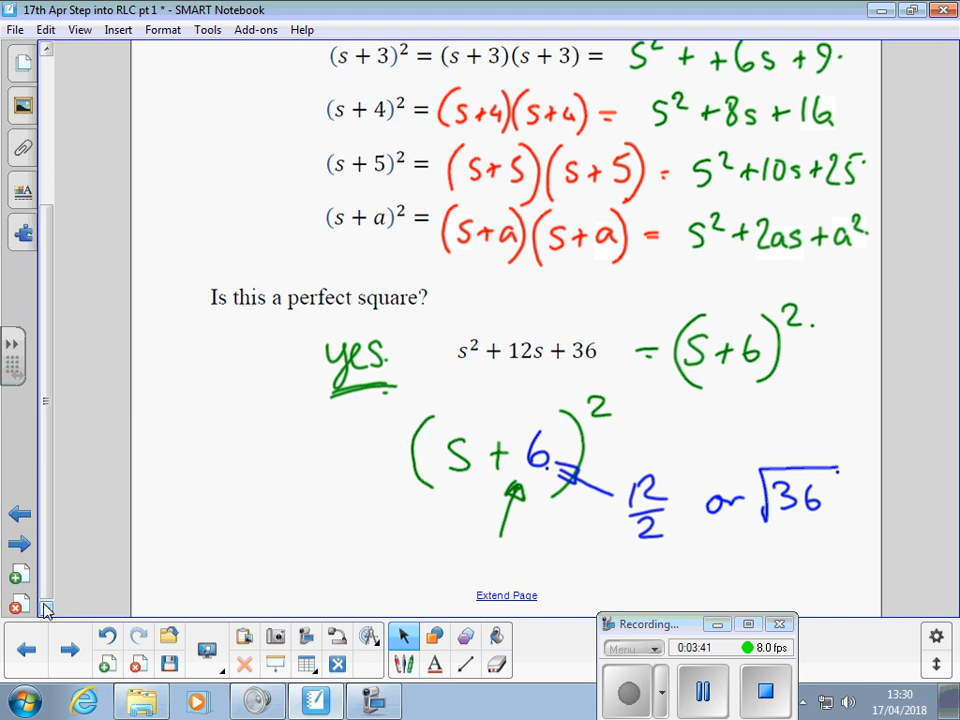 17th Apr Step into RLC pt 1 * - SMART Notebook
File Edit View Insert Format Tools Add-ons Help
(s + 3)² = (s + 3)(s + 3) = s² + +6s +9.
(s + 4)² = (s+4)(s+4) = s² +8s +16
(s + 5)² = (s+5)(s+5) = s² +10s +25.
(s + a)² = (s+a)(s+a) = s² +2as +a².
Is this a perfect square?
yes. s² + 12s + 36 = (s+6)².
(s + 6)²
12/2 or √36
Extend Page
Recording...
Menu 0:03:41 8.0 fps
13:30
17/04/2018